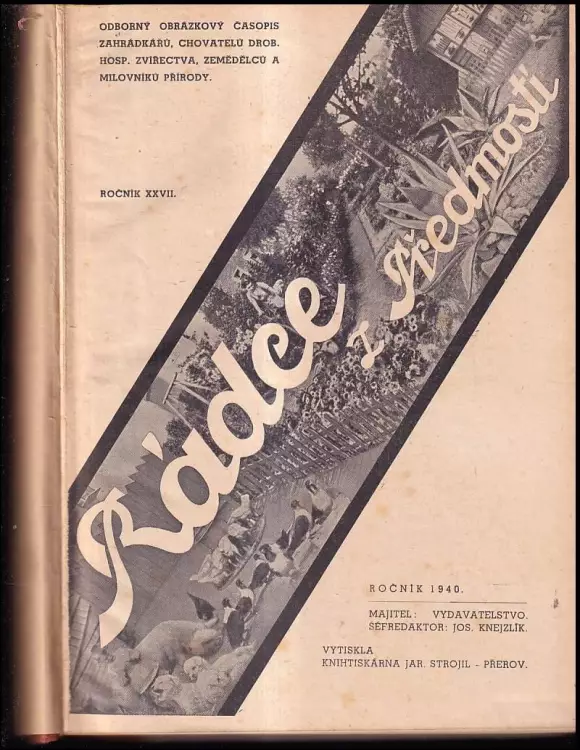 ODBORNÝ OBRÁZKOVÝ ČASOPIS
ZAHRÁDKÁŘŮ, CHOVATELŮ DROB.
HOSP. ZVÍŘECTVA, ZEMĚDĚLCŮ A
MILOVNÍKŮ PŘÍRODY.
ROČNÍK XXVII.
Rádce z Předmostí
ROČNÍK 1940.
MAJITEL: VYDAVATELSTVO.
ŠÉFREDAKTOR: JOS. KNEJZLÍK.
VYTISKLA
KNIHTISKÁRNA JAR. STROJIL - PŘEROV.